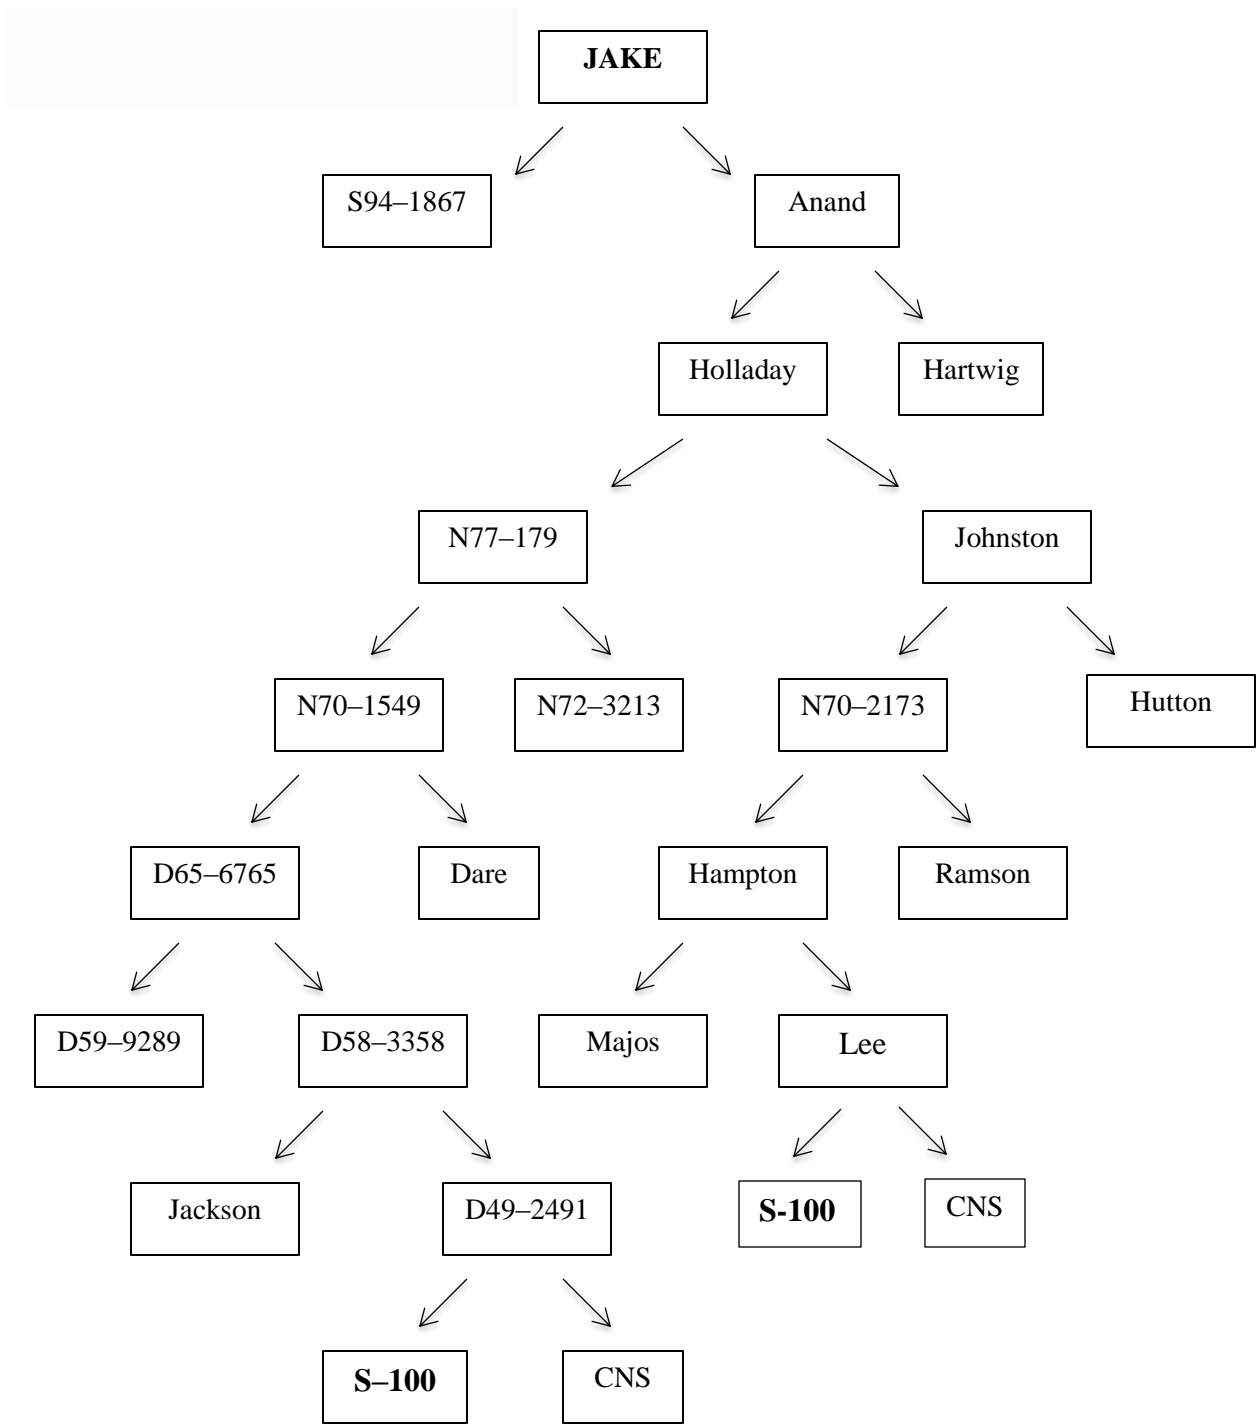 JAKE
S94–1867
Anand
Holladay
Hartwig
N77–179
Johnston
N70–1549
N72–3213
N70–2173
Hutton
D65–6765
Dare
Hampton
Ramson
D59–9289
D58–3358
Majos
Lee
Jackson
D49–2491
S-100
CNS
S–100
CNS